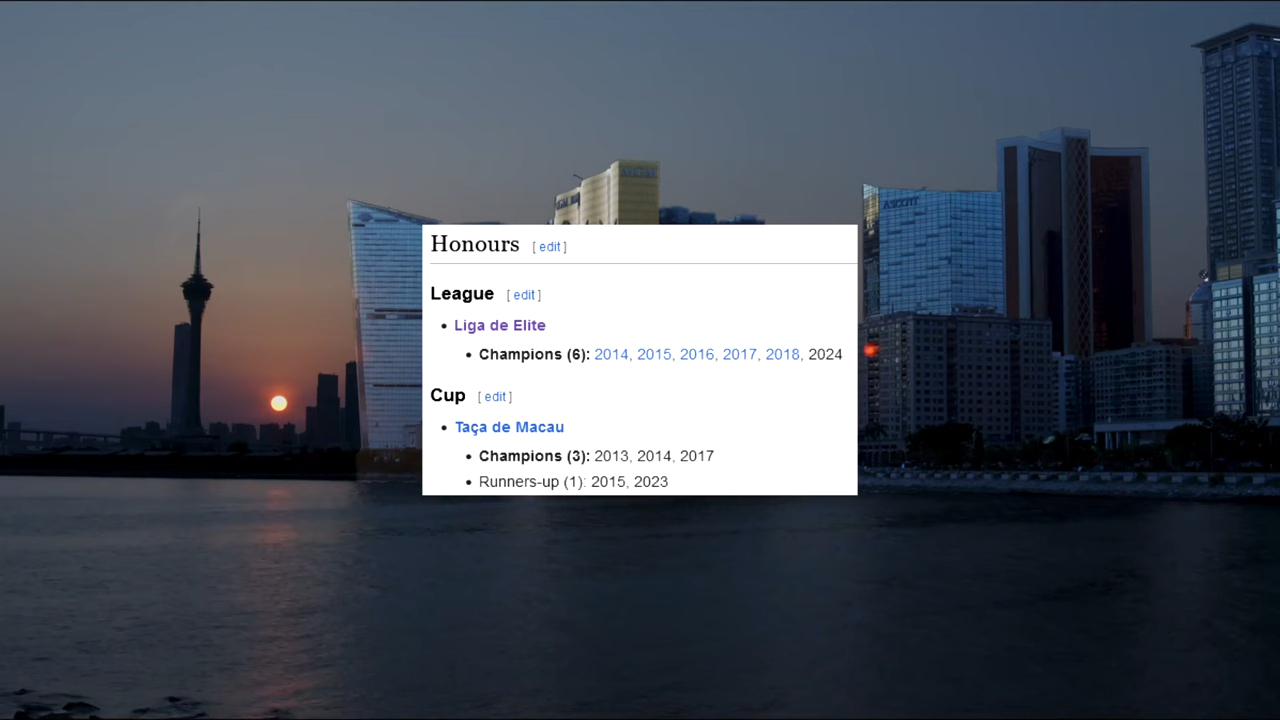 ASCOTT
Honours [ edit ]
League [ edit ]
• Liga de Elite
• Champions (6): 2014, 2015, 2016, 2017, 2018, 2024
Cup [ edit ]
• Taça de Macau
• Champions (3): 2013, 2014, 2017
• Runners-up (1): 2015, 2023